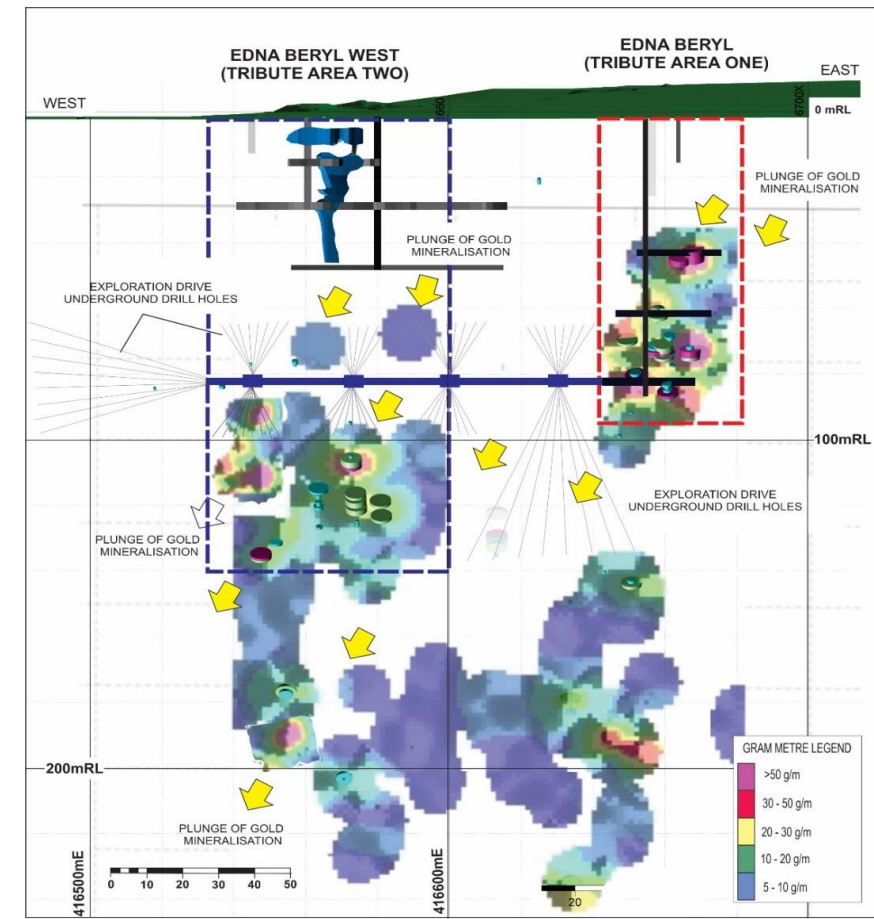 EDNA BERYL WEST
(TRIBUTE AREA TWO)
EDNA BERYL
(TRIBUTE AREA ONE)
WEST
EAST
660
6700X
0 mRL
PLUNGE OF GOLD
MINERALISATION
PLUNGE OF GOLD
MINERALISATION
EXPLORATION DRIVE
UNDERGROUND DRILL HOLES
100mRL
EXPLORATION DRIVE
UNDERGROUND DRILL HOLES
PLUNGE OF GOLD
MINERALISATION
200mRL
PLUNGE OF GOLD
MINERALISATION
GRAM METRE LEGEND
>50 g/m
30 - 50 g/m
20 - 30 g/m
10 - 20 g/m
5 - 10 g/m
0 10 20 30 40 50
20
416500mE
416600mE